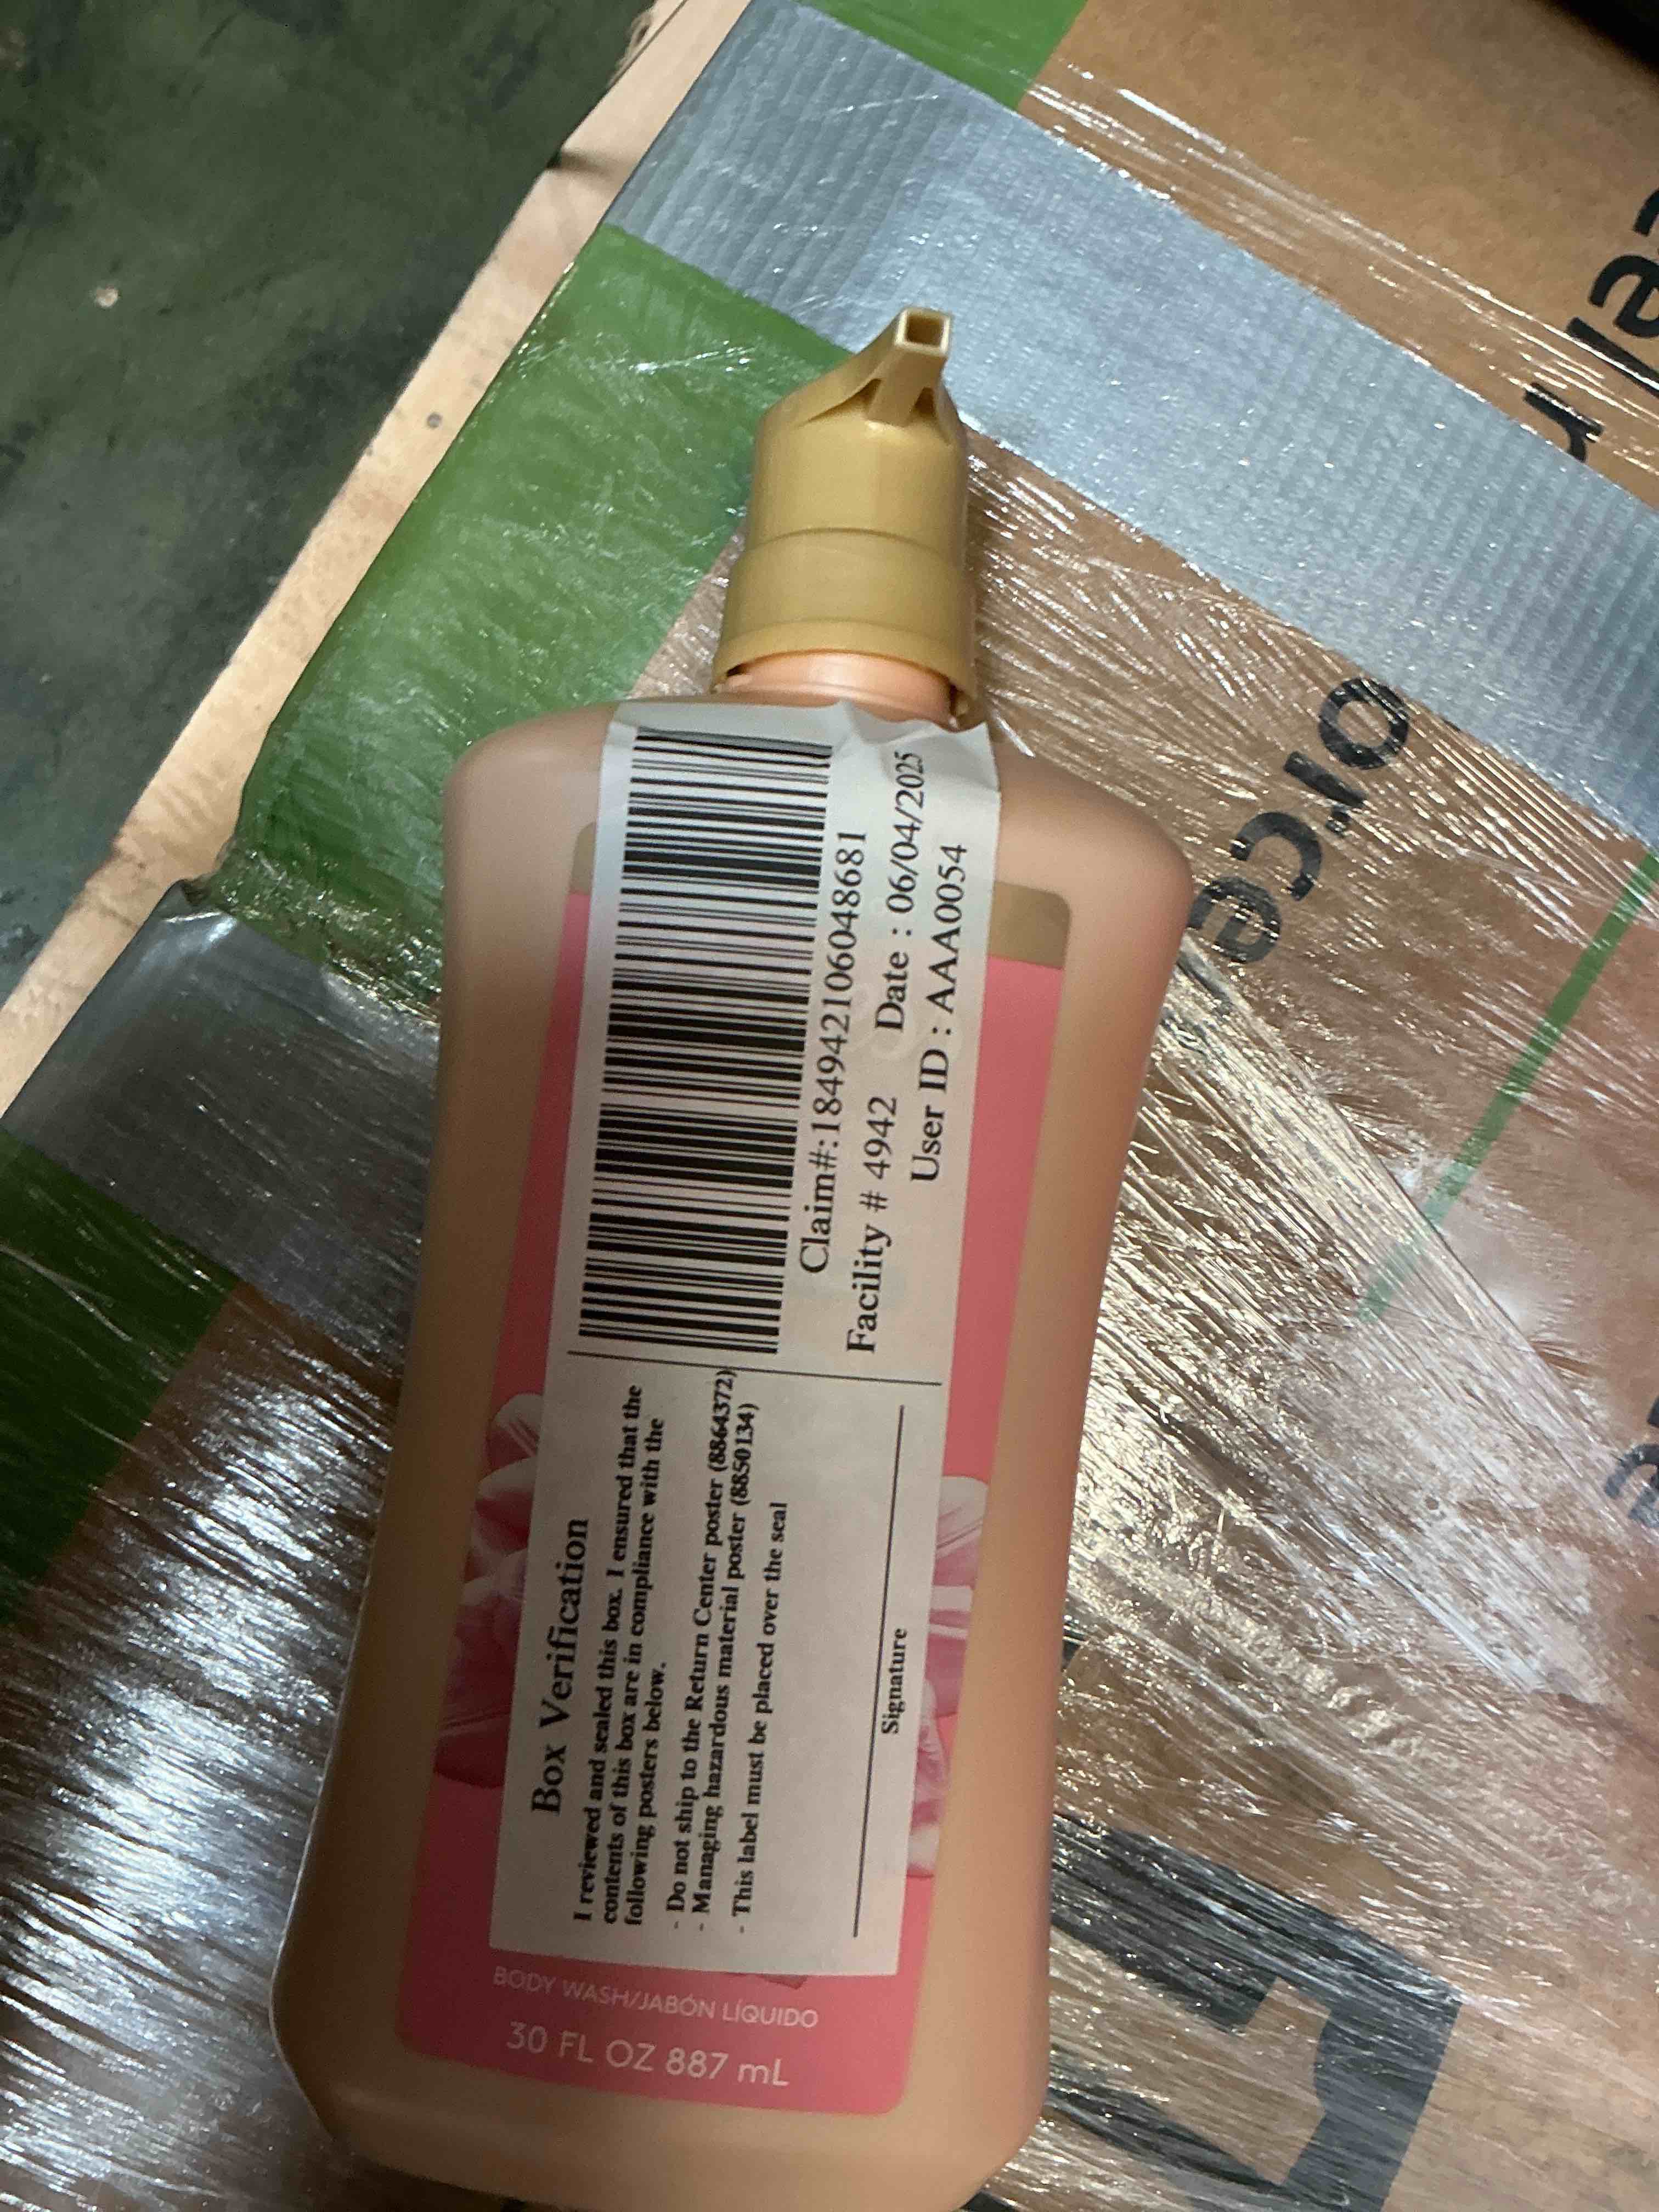 Box Verification
I reviewed and sealed this box. I ensured that the
contents of this box are in compliance with the
following posters below.
- Do not ship to the Return Center poster (8864372)
- Managing hazardous material poster (8850134)
- This label must be placed over the seal
Signature
Claim#:184942106048681
Facility # 4942 Date : 06/04/2025
User ID : AAA0054
BODY WASH/JABÓN LÍQUIDO
30 FL OZ 887 mL
orce